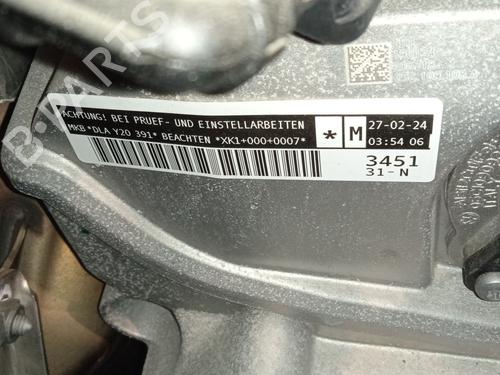 ACHTUNG! BEI PRUEF- UND EINSTELLARBEITEN
MKB *DLA Y20 391* BEACHTEN *XK1+000+0007*
* M
27-02-24
03:54 06
3451
31-N
B-PARTS